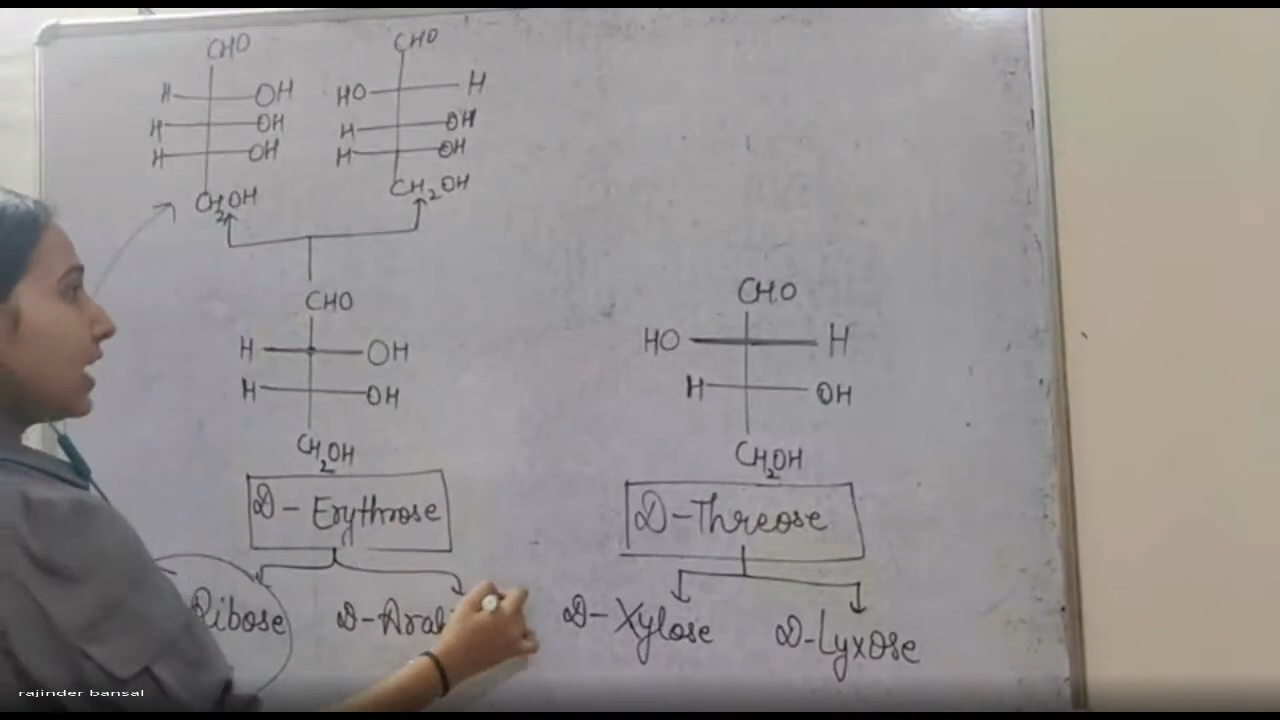 CHO CHO
H OH HO H
H OH H OH
H OH H OH
CH2OH CH2OH
CHO CHO
H OH HO H
H OH H OH
CH2OH CH2OH
D- Erythrose D-Threose
Ribose D- D-Xylose D-Lyxose
rajinder bansal